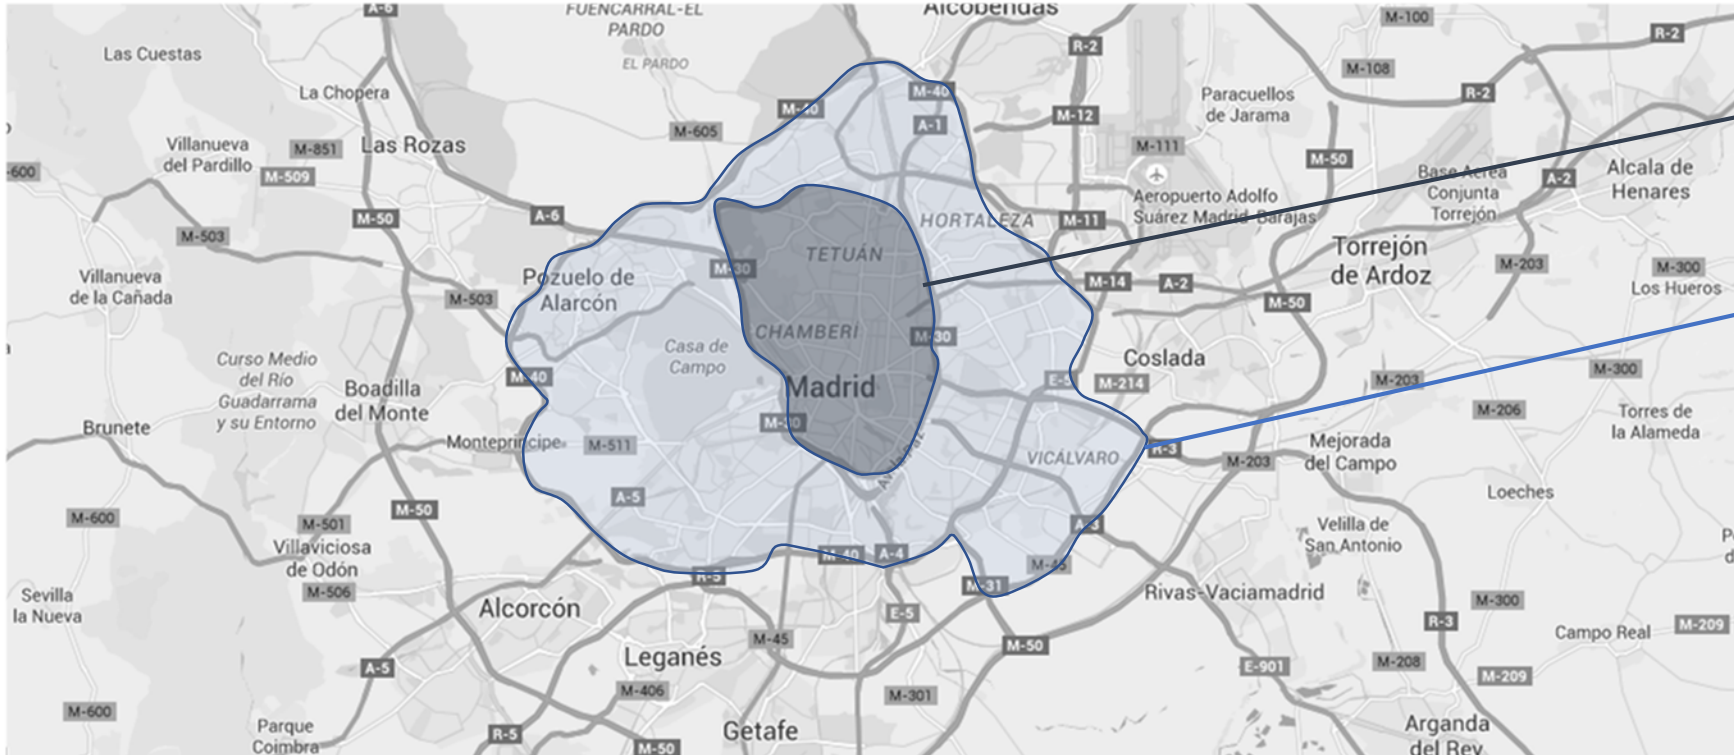 A-6
FUENCARRAL-EL
PARDO
Alcobendas
M-100
R-2
R-2
Las Cuestas
EL PARDO
M-108
La Chopera
M-40
M-40
R-2
Paracuellos
de Jarama
M-12
A-1
M-605
Villanueva
del Pardillo
M-851
Las Rozas
M-111
M-50
-600
M-509
Base Aérea
Conjunta
Torrejón
A-2
Alcala de
Henares
Aeropuerto Adolfo
Suárez Madrid-Barajas
M-50
A-6
HORTALEZA
M-11
M-503
TETUÁN
Torrejón
de Ardoz
M-203
M-300
Los Hueros
M-30
Pozuelo de
Alarcón
Villanueva
de la Cañada
M-503
M-14
A-2
M-50
CHAMBERÍ
M-30
Casa de
Campo
Curso Medio
del Río
Guadarrama
y su Entorno
Coslada
M-300
M-40
Madrid
M-214
M-203
Boadilla
del Monte
M-206
Torres de
la Alameda
Brunete
M-30
Montepríncipe
M-511
Av. la Paz
VICÁLVARO
R-3
M-203
Mejorada
del Campo
A-5
Loeches
M-50
M-600
M-501
A-3
Velilla de
San Antonio
Villaviciosa
de Odón
M-40
A-4
M-45
R-5
M-31
M-506
Sevilla
la Nueva
Alcorcón
E-5
Rivas-Vaciamadrid
M-300
R-3
M-209
Campo Real
M-45
M-50
Leganés
A-5
E-901
M-208
M-209
M-406
M-301
M-600
Parque
Coimbra
R-5
Getafe
M-50
Arganda
del Rey